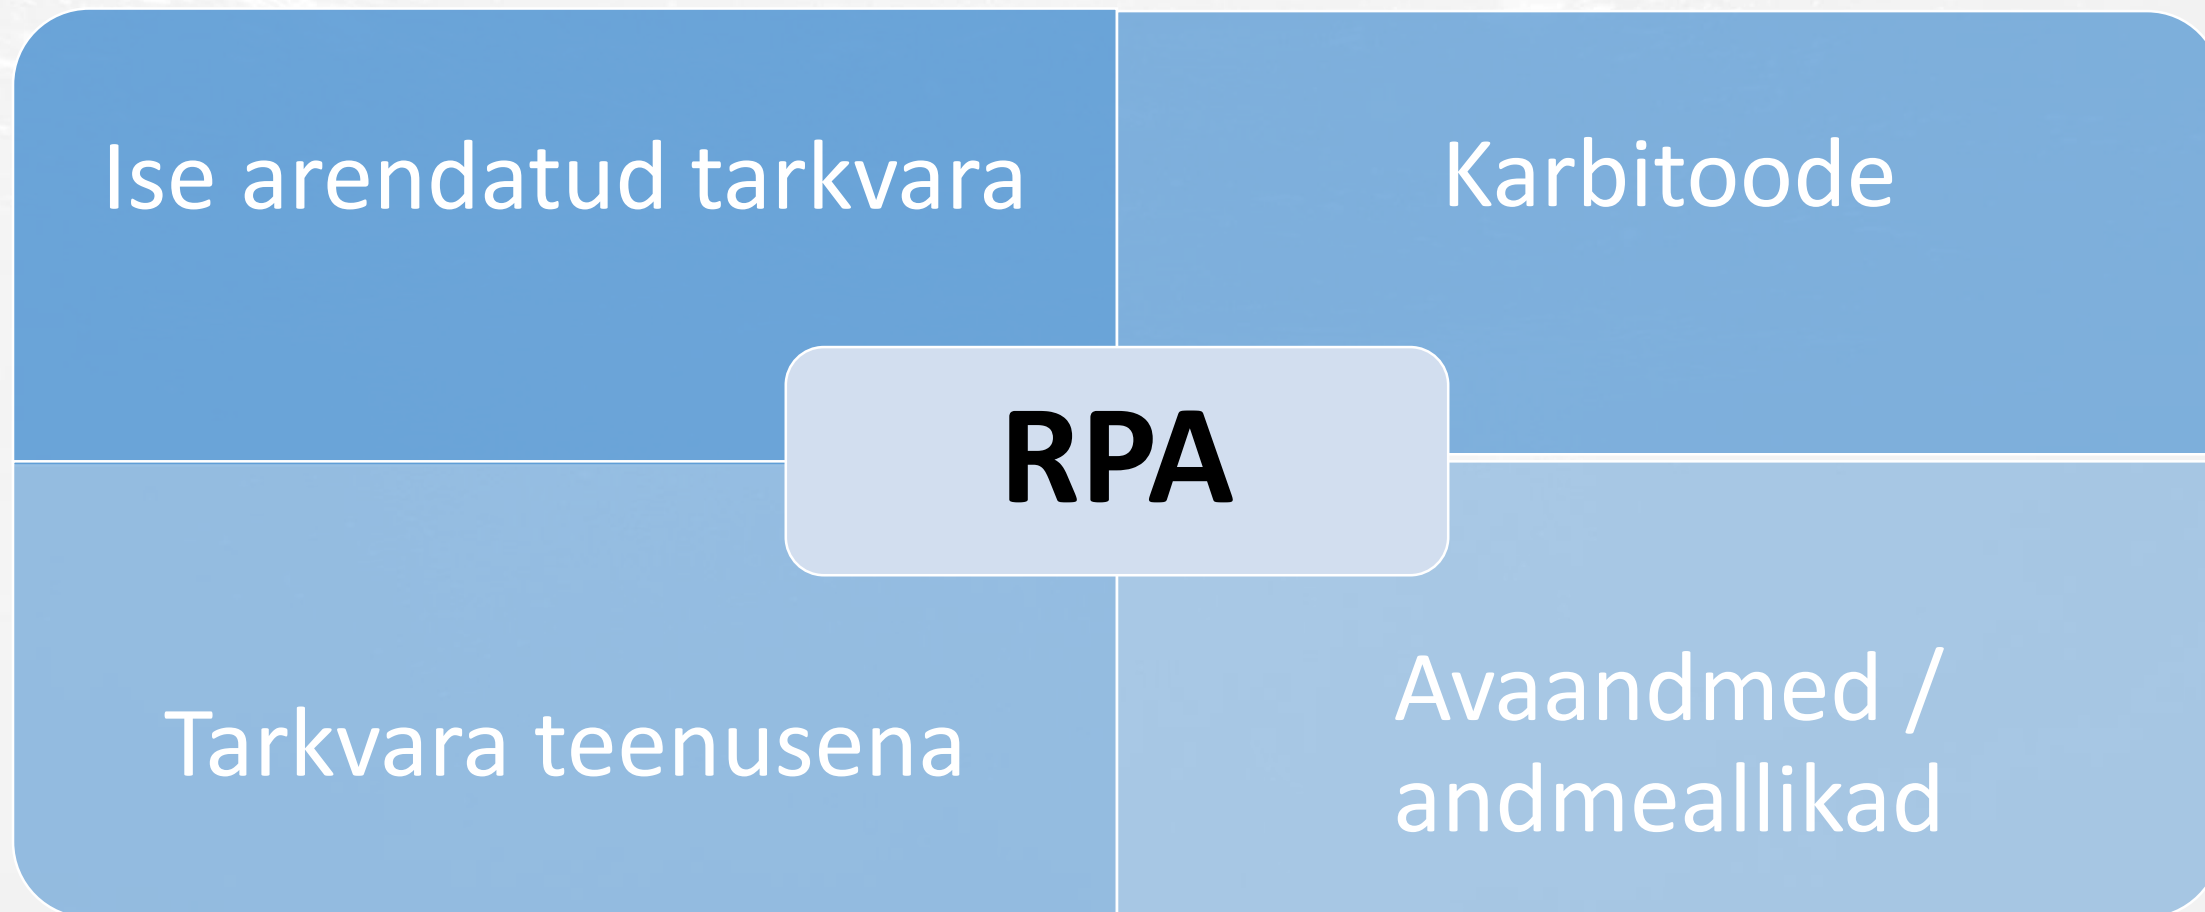 Ise arendatud tarkvara
Karbitoode
RPA
Tarkvara teenusena
Avaandmed /
andmeallikad